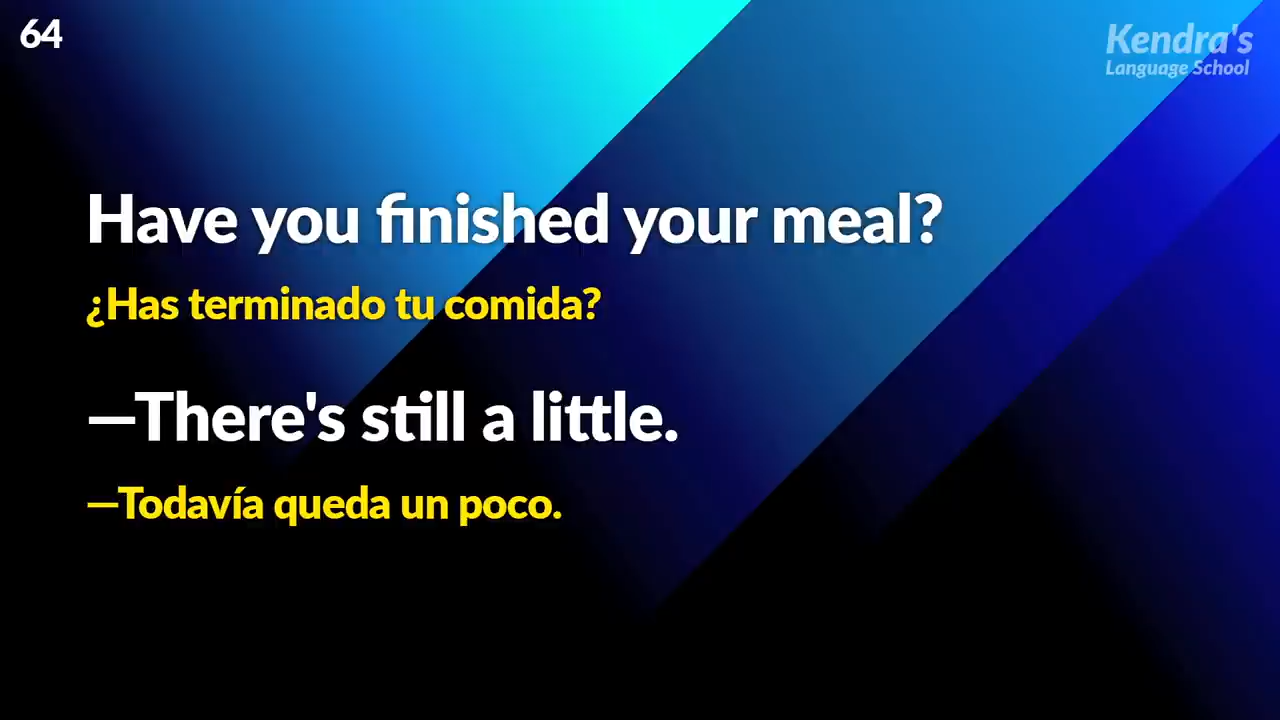 64
Kendra's
Language School
Have you finished your meal?
¿Has terminado tu comida?
—There's still a little.
—Todavía queda un poco.